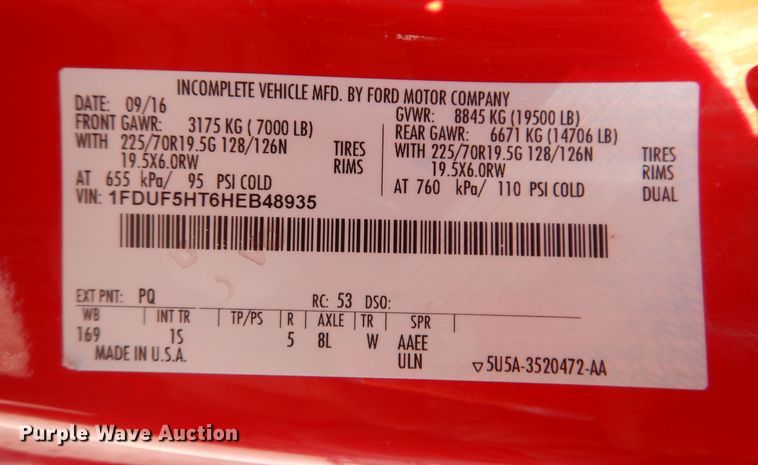 INCOMPLETE VEHICLE MFD. BY FORD MOTOR COMPANY
DATE: 09/16 GVWR: 8845 KG (19500 LB)
FRONT GAWR: 3175 KG ( 7000 LB) REAR GAWR: 6671 KG (14706 LB)
WITH 225/70R19.5G 128/126N TIRES WITH 225/70R19.5G 128/126N TIRES
19.5X6.0RW RIMS 19.5X6.0RW RIMS
AT 655 kPa/ 95 PSI COLD AT 760 kPa/ 110 PSI COLD DUAL
VIN: 1FDUF5HT6HEB48935
EXT PNT: PQ RC: 53 DSO:
WB INT TR TP/PS R AXLE TR SPR
169 1S 5 8L W AAEE
MADE IN U.S.A. ULN ▽5U5A-3520472-AA
Purple Wave Auction